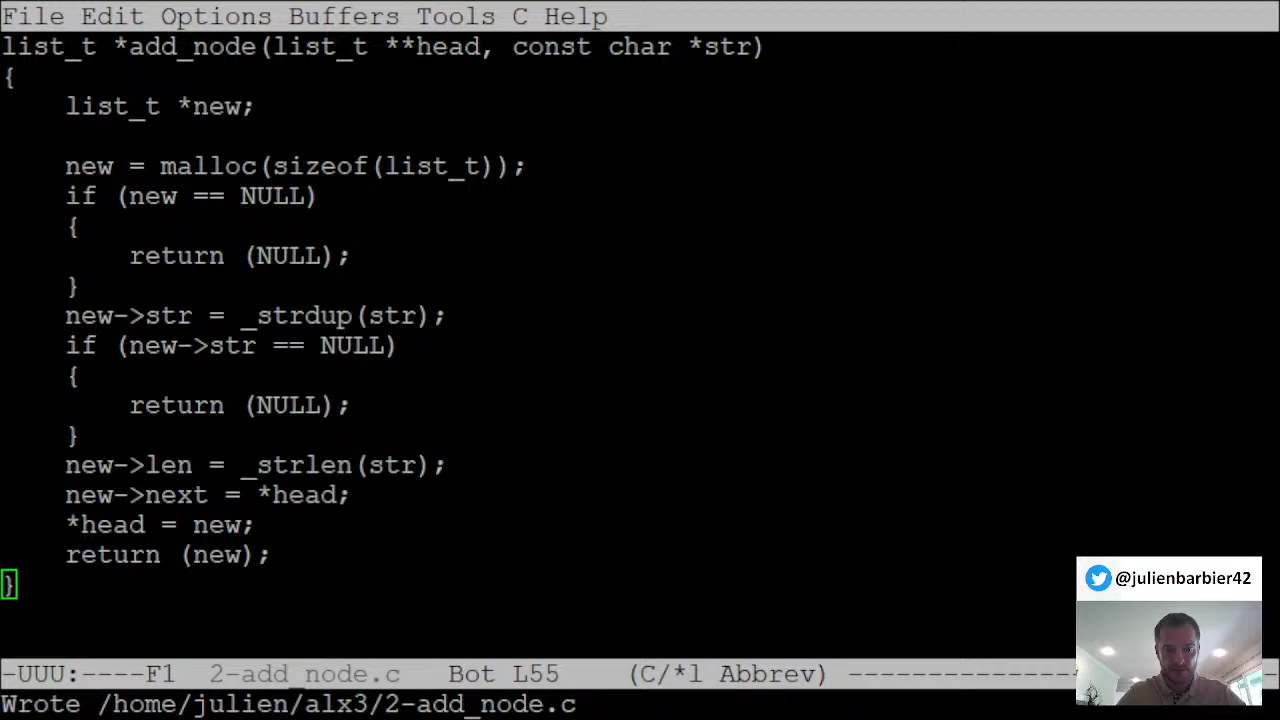 File Edit Options Buffers Tools C Help
list_t *add_node(list_t **head, const char *str)
{
    list_t *new;

    new = malloc(sizeof(list_t));
    if (new == NULL)
    {
        return (NULL);
    }
    new->str = _strdup(str);
    if (new->str == NULL)
    {
        return (NULL);
    }
    new->len = _strlen(str);
    new->next = *head;
    *head = new;
    return (new);
}
@julienbarbier42
-UUU:----F1  2-add_node.c   Bot L55    (C/*l Abbrev) ---------------
Wrote /home/julien/alx3/2-add_node.c